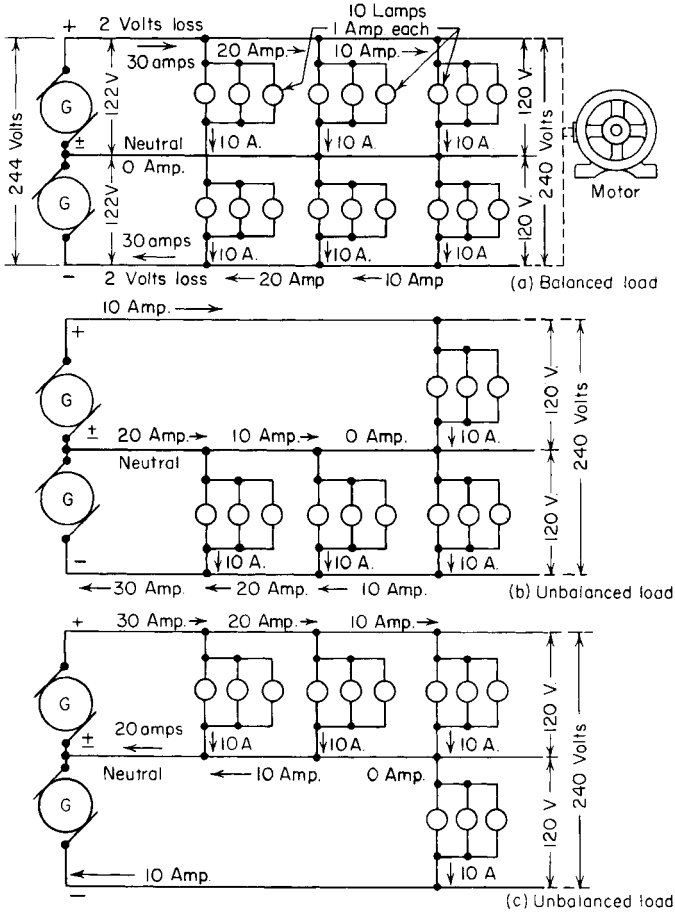 10 Lamps
1 Amp. each
+ 2 Volts loss
30 amps
20 Amp.
10 Amp.
244 Volts
122V
G
±
Neutral
0 Amp.
10 A.
10 A.
10 A.
120 V.
240 Volts
Motor
G
122V
30 amps
10 A.
10 A.
10 A.
120 V.
− 2 Volts loss
20 Amp
10 Amp
(a) Balanced load
10 Amp.
+
G
±
20 Amp.
10 Amp.
0 Amp.
10 A.
120 V.
240 Volts
Neutral
G
−
10 A.
10 A.
10 A.
120 V.
30 Amp.
20 Amp.
10 Amp.
(b) Unbalanced load
+
30 Amp.
20 Amp.
10 Amp.
G
±
20 amps
10 A
10 A.
10 A.
120 V.
240 Volts
Neutral
10 Amp.
0 Amp.
G
120 V.
10 Amp.
−
10 A
(c) Unbalanced load